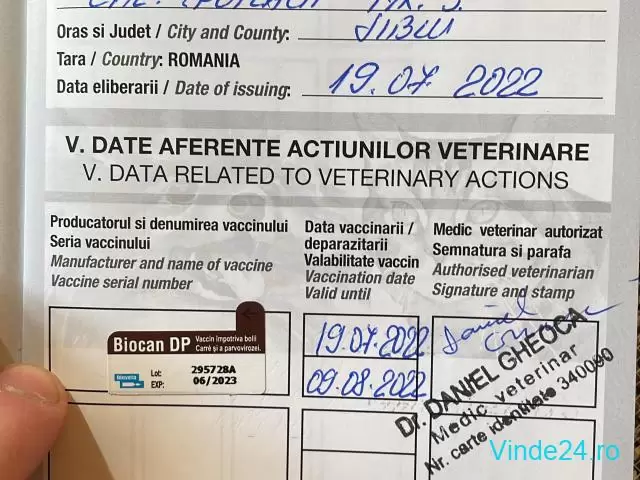 Oras si Judet / City and County: SIBIU
Tara / Country: ROMANIA
Data eliberarii / Date of issuing: 19.07 2022
V. DATE AFERENTE ACTIUNILOR VETERINARE
V. DATA RELATED TO VETERINARY ACTIONS
Producatorul si denumirea vaccinului
Seria vaccinului
Manufacturer and name of vaccine
Vaccine serial number
Data vaccinarii /
deparazitarii
Valabilitate vaccin
Vaccination date
Valid until
Medic veterinar autorizat
Semnatura si parafa
Authorised veterinarian
Signature and stamp
Biocan DP
Vaccin împotriva bolii
Carré și a parvovirozei.
bioveta
Lot: 295728A
EXP: 06/2023
19.07.2022
09.08.2022
Daniel
Gheoca
Dr. DANIEL GHEOCA
Medic veterinar
Nr. carte identitate 340090
Vinde24.ro